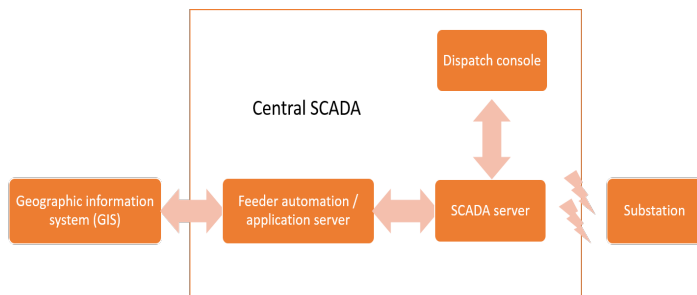 Dispatch console
Central SCADA
Geographic information
system (GIS)
Feeder automation /
application server
SCADA server
Substation